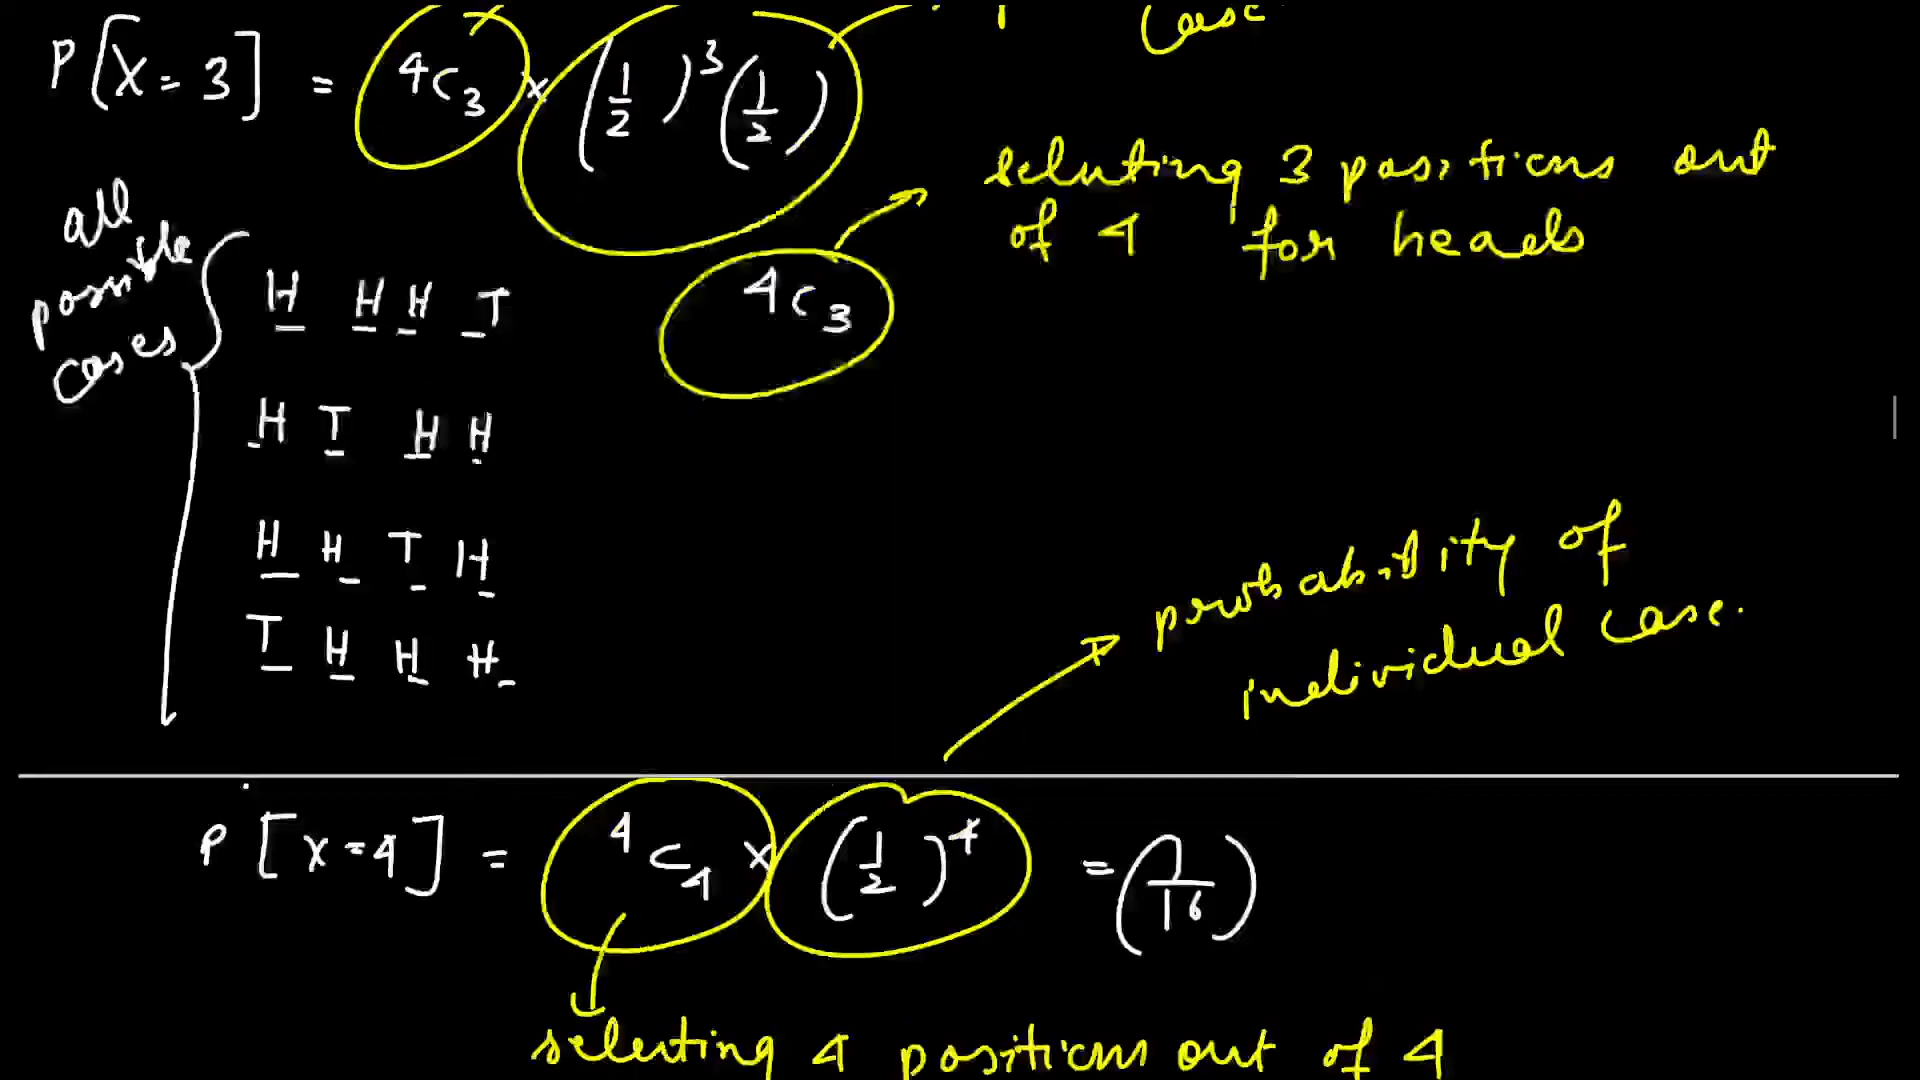 case
P[X=3] = 4C3 × (1/2)^3 (1/2)
selecting 3 positions out
of 4 for heads
4C3
all
possible
cases
H H H T
H T H H
H H T H
T H H H
probability of
individual case.
P[X=4] = 4C4 × (1/2)^4 = (1/16)
selecting 4 positions out of 4